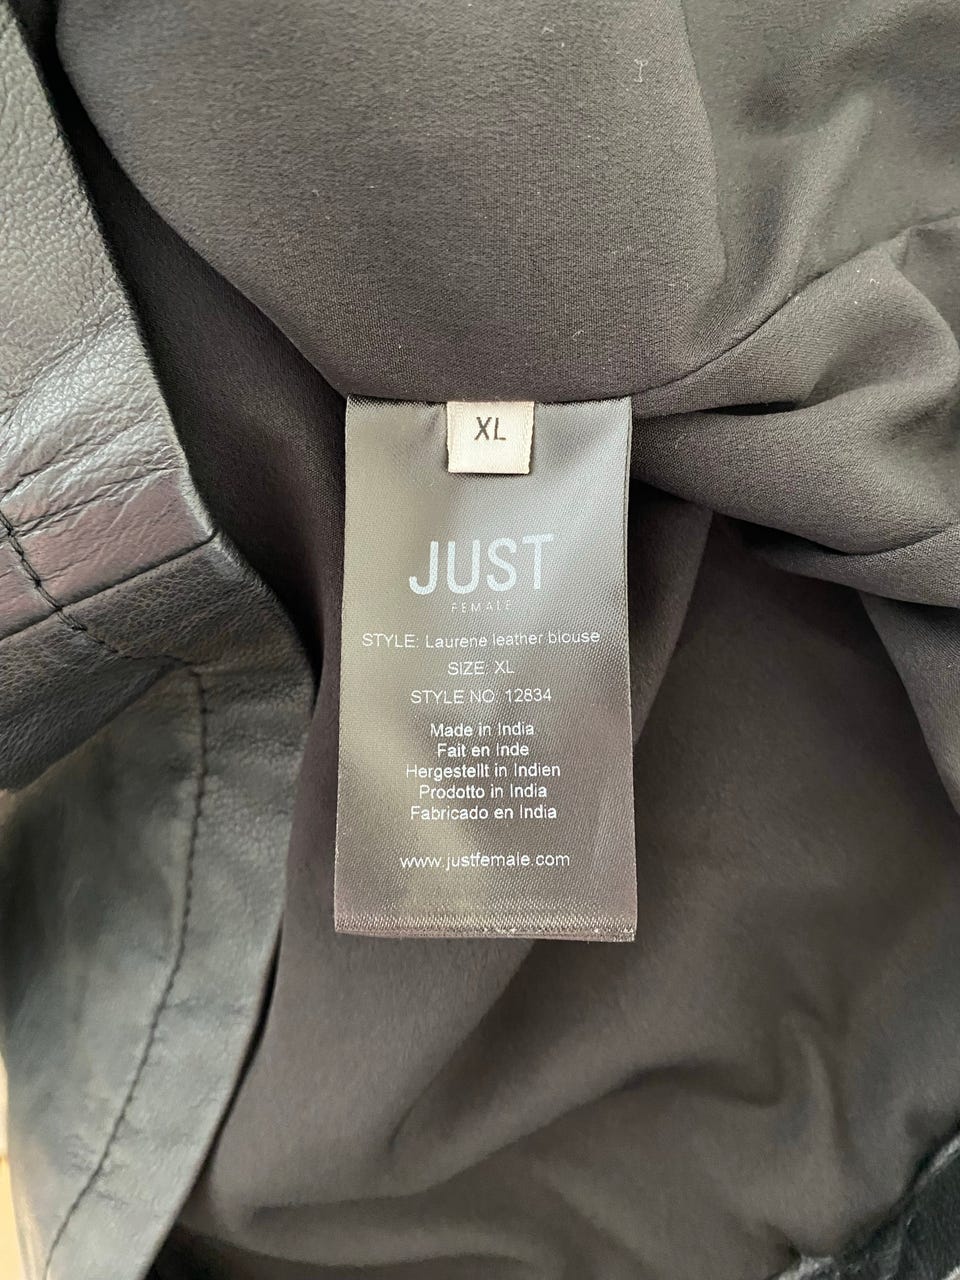 XL
JUST
FEMALE
STYLE: Laurene leather blouse
SIZE: XL
STYLE NO: 12834
Made in India
Fait en Inde
Hergestellt in Indien
Prodotto in India
Fabricado en India
www.justfemale.com